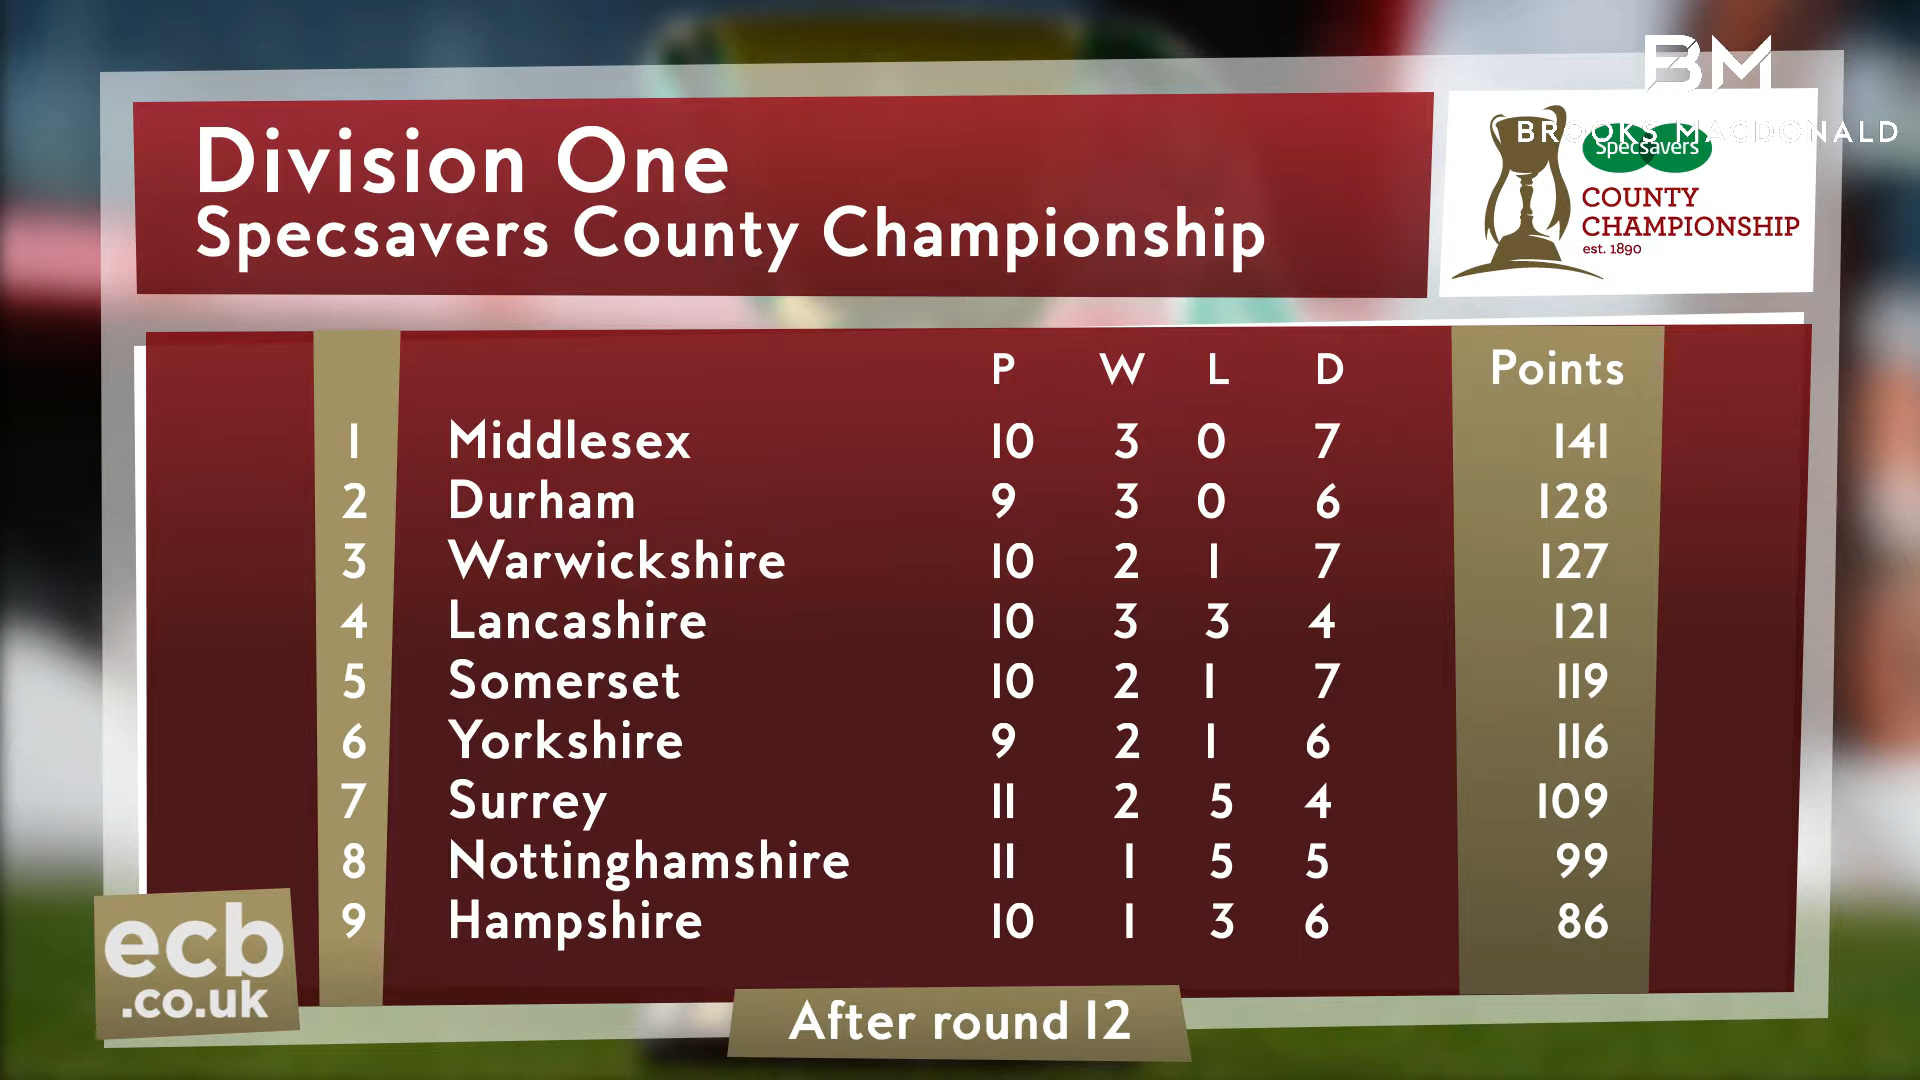 BM
BROOKS MACDONALD
Division One
Specsavers County Championship
Specsavers
COUNTY
CHAMPIONSHIP
est. 1890
P W L D Points
1 Middlesex 10 3 0 7 141
2 Durham 9 3 0 6 128
3 Warwickshire 10 2 1 7 127
4 Lancashire 10 3 3 4 121
5 Somerset 10 2 1 7 119
6 Yorkshire 9 2 1 6 116
7 Surrey 11 2 5 4 109
8 Nottinghamshire 11 1 5 5 99
9 Hampshire 10 1 3 6 86
ecb
.co.uk
After round 12